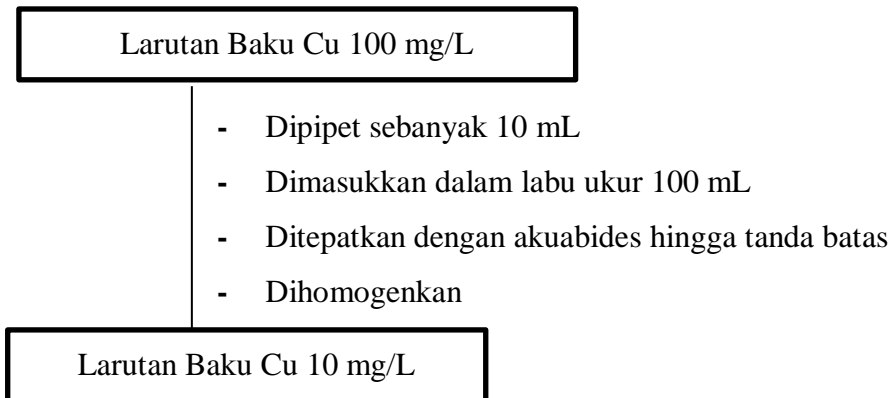 Larutan Baku Cu 100 mg/L
- Dipipet sebanyak 10 mL
- Dimasukkan dalam labu ukur 100 mL
- Ditepatkan dengan akuabides hingga tanda batas
- Dihomogenkan
Larutan Baku Cu 10 mg/L